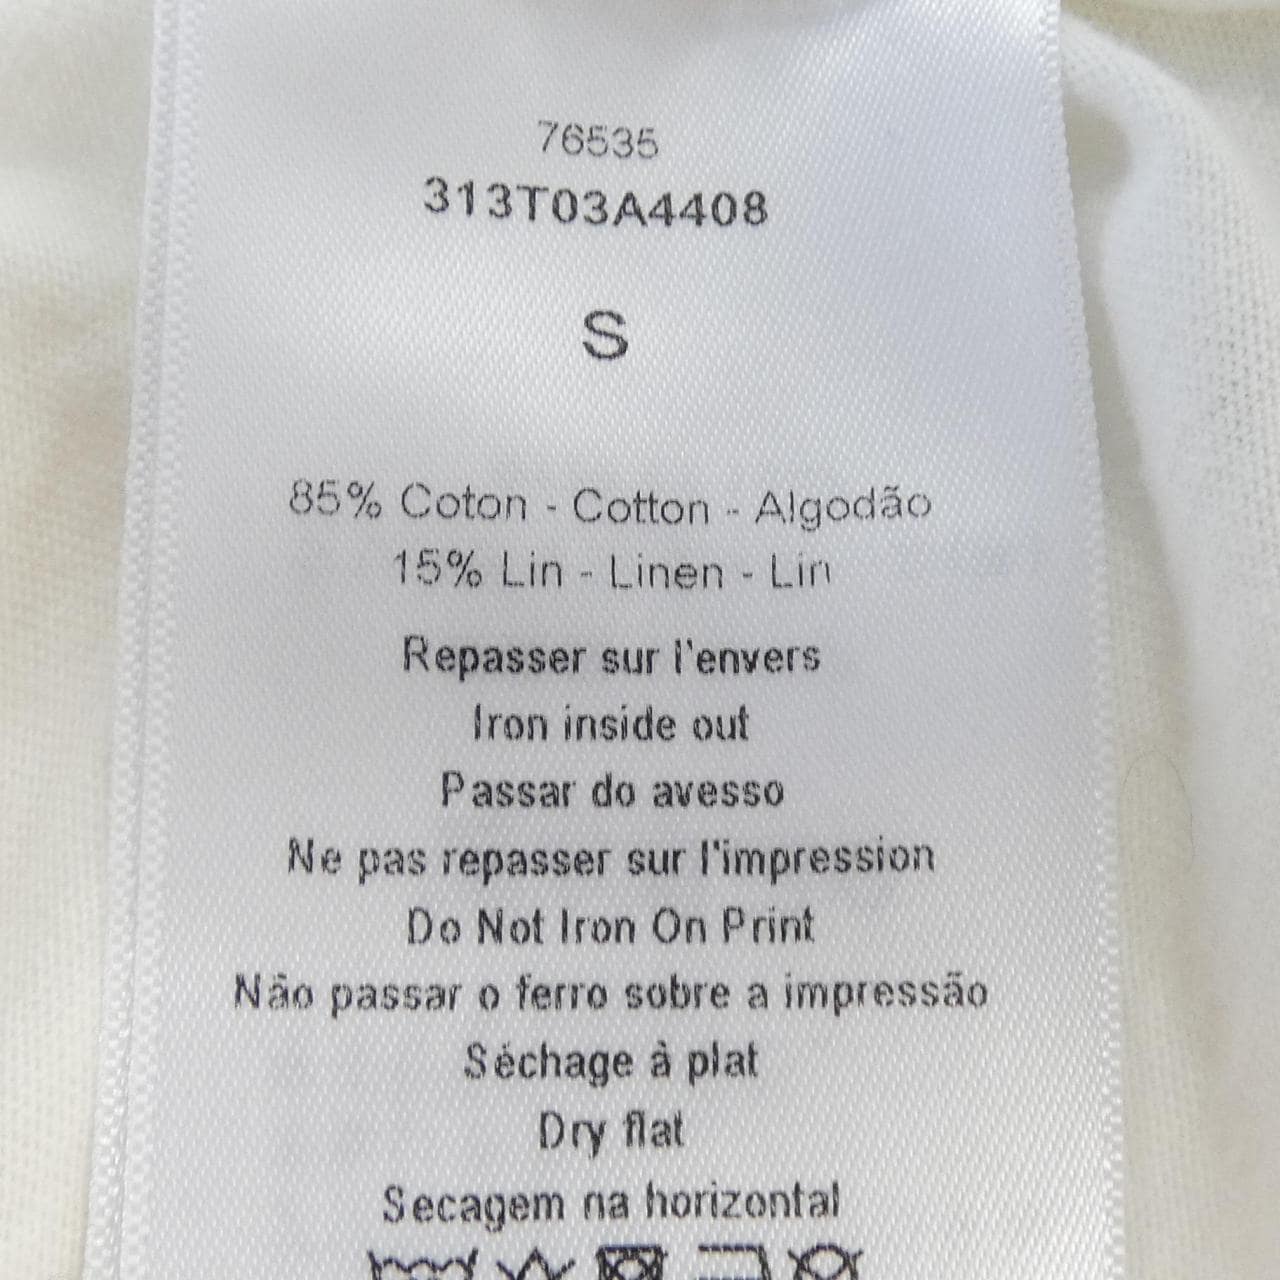 76535
313T03A4408
S
85% Coton - Cotton - Algodão
15% Lin - Linen - Lin
Repasser sur l'envers
Iron inside out
Passar do avesso
Ne pas repasser sur l'impression
Do Not Iron On Print
Não passar o ferro sobre a impressão
Séchage à plat
Dry flat
Secagem na horizontal